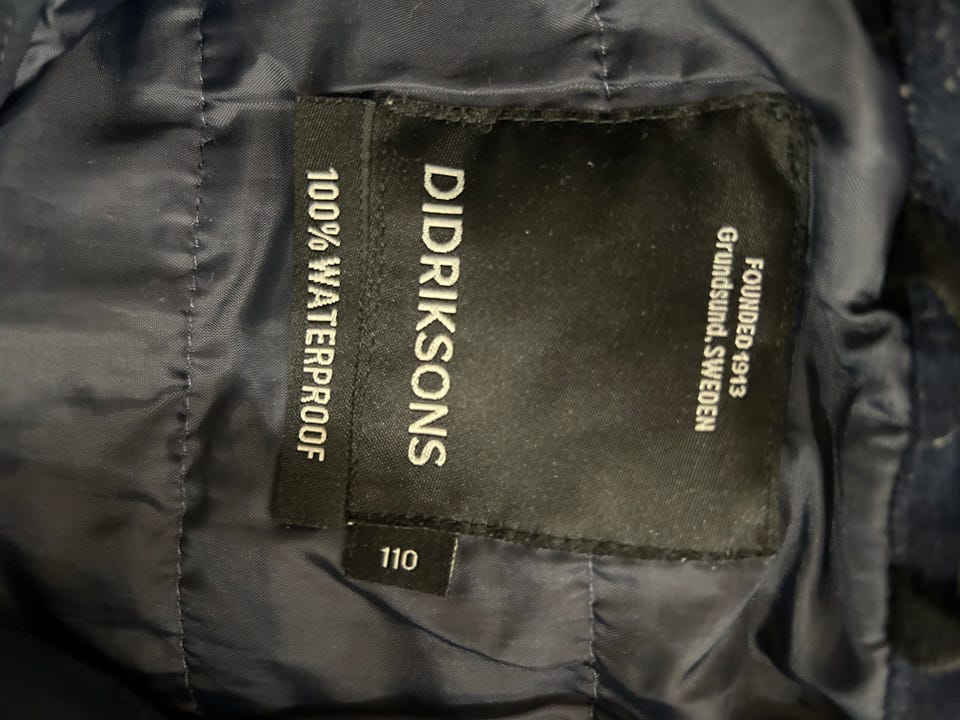 FOUNDED 1913
Grundsund, SWEDEN
DIDRIKSONS
100% WATERPROOF
110